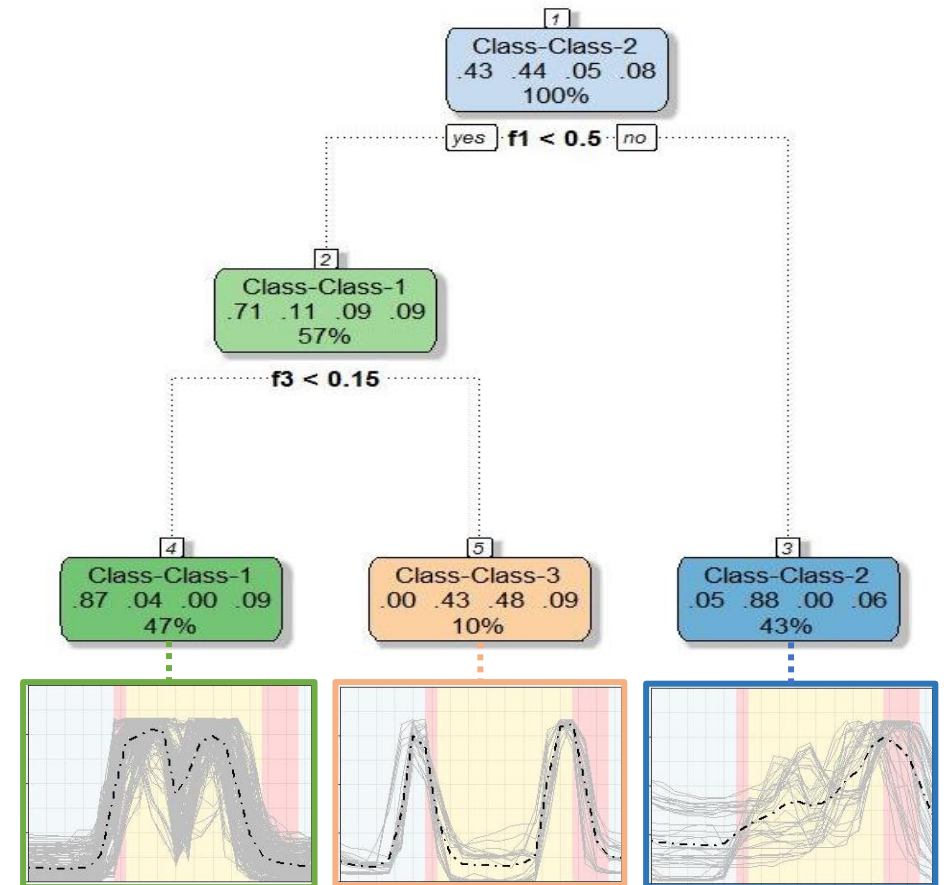 1
Class-Class-2
.43 .44 .05 .08
100%
yes f1 < 0.5 no
2
Class-Class-1
.71 .11 .09 .09
57%
f3 < 0.15
4
Class-Class-1
.87 .04 .00 .09
47%
5
Class-Class-3
.00 .43 .48 .09
10%
3
Class-Class-2
.05 .88 .00 .06
43%